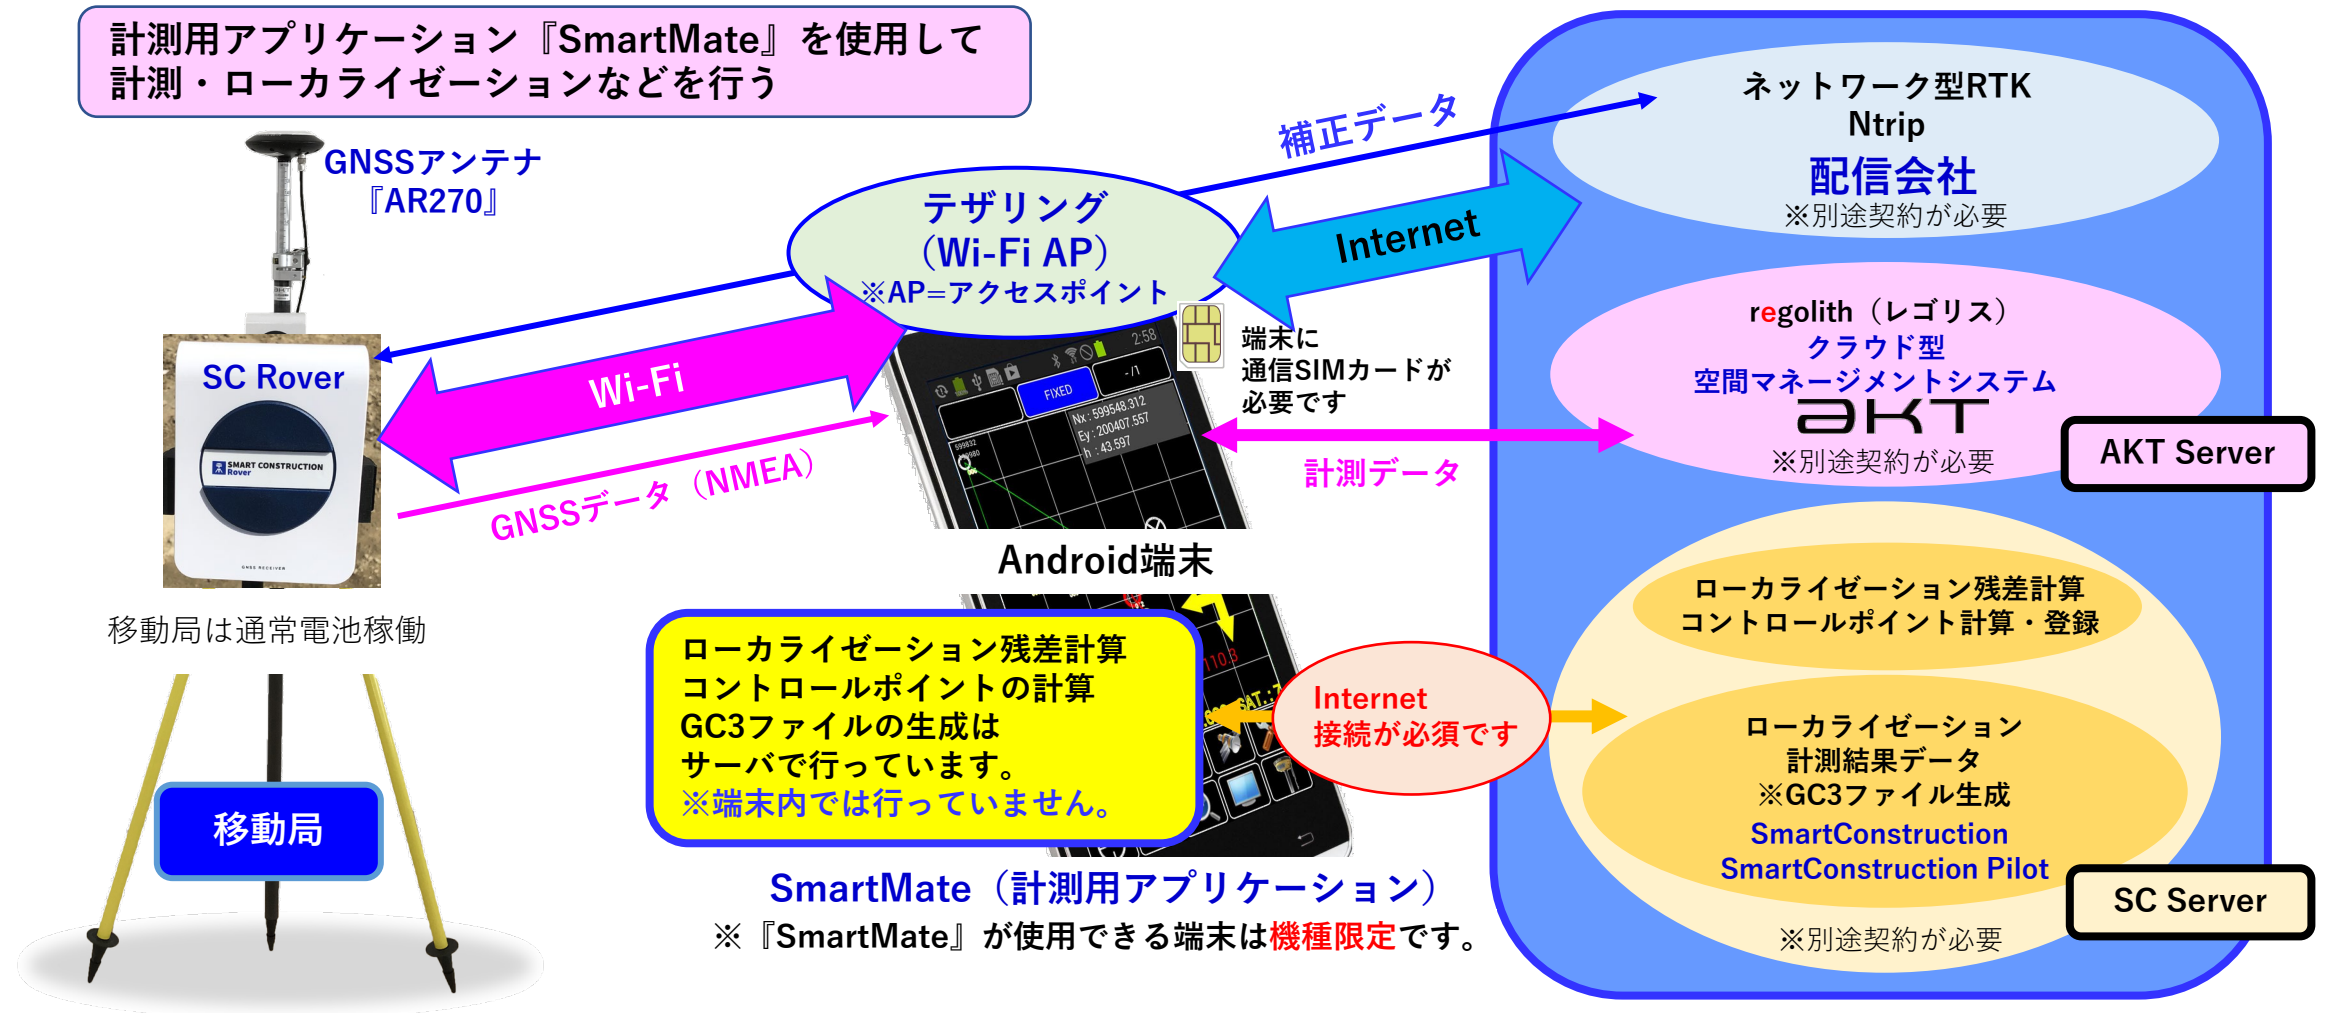 計測用アプリケーション『SmartMate』を使用して
計測・ローカライゼーションなどを行う
GNSSアンテナ
『AR270』
SC Rover
SMART CONSTRUCTION
Rover
GNSS RECEIVER
移動局は通常電池稼働
移動局
テザリング
（Wi-Fi AP）
※AP=アクセスポイント
補正データ
Internet
Wi-Fi
GNSSデータ（NMEA）
端末に
通信SIMカードが
必要です
2:58
FIXED
- /1
Nx : 599548.312
Ey : 200407.557
h : 43.597
599832
計測データ
Android端末
110.3
ローカライゼーション残差計算
コントロールポイントの計算
GC3ファイルの生成は
サーバで行っています。
※端末内では行っていません。
Internet
接続が必須です
SmartMate（計測用アプリケーション）
※『SmartMate』が使用できる端末は機種限定です。
ネットワーク型RTK
Ntrip
配信会社
※別途契約が必要
regolith（レゴリス）
クラウド型
空間マネージメントシステム
AKT
※別途契約が必要
AKT Server
ローカライゼーション残差計算
コントロールポイント計算・登録
ローカライゼーション
計測結果データ
※GC3ファイル生成
SmartConstruction
SmartConstruction Pilot
SC Server
※別途契約が必要